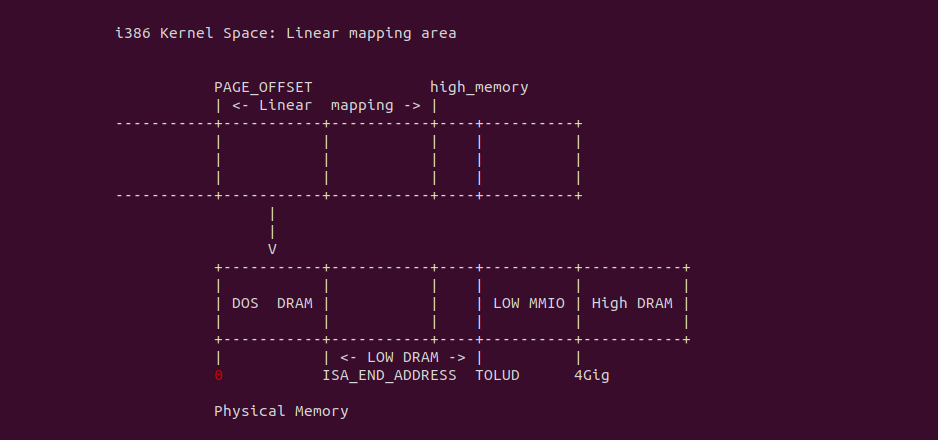 i386 Kernel Space: Linear mapping area
PAGE_OFFSET high_memory
| <- Linear  mapping -> |
-----------+-----------+-----------+----+----------+
|           |           |    |          |
|           |           |    |          |
|           |           |    |          |
-----------+-----------+-----------+----+----------+
|
|
V
+-----------+-----------+----+----------+-----------+
|           |           |    |          |           |
| DOS  DRAM |           |    | LOW MMIO | High DRAM |
|           |           |    |          |           |
+-----------+-----------+----+----------+-----------+
|           | <- LOW DRAM -> |          |
0           ISA_END_ADDRESS  TOLUD      4Gig
Physical Memory